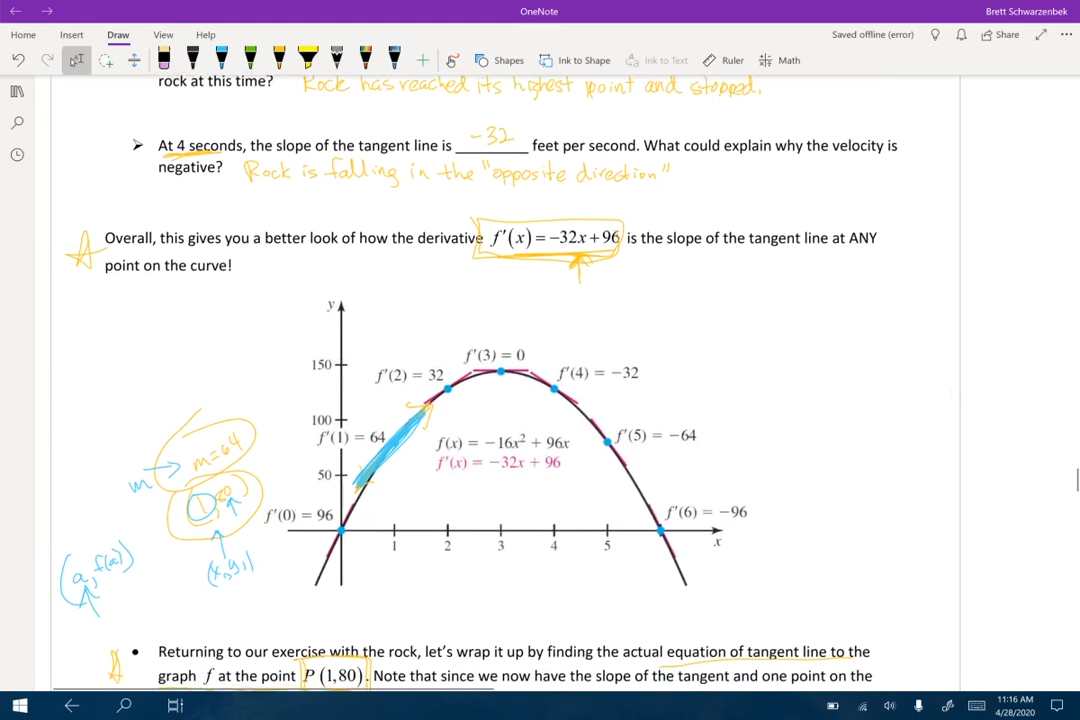 OneNote
Brett Schwarzenbek
Home Insert Draw View Help
Saved offline (error) Share
Shapes Ink to Shape Ink to Text Ruler Math
rock at this time? Rock has reached its highest point and stopped.
➤ At 4 seconds, the slope of the tangent line is -32 feet per second. What could explain why the velocity is
negative? Rock is falling in the "opposite direction"
Overall, this gives you a better look of how the derivative f′(x) = −32x + 96 is the slope of the tangent line at ANY
point on the curve!
y
150
f′(3) = 0
f′(2) = 32
f′(4) = −32
100
f′(1) = 64
f(x) = −16x² + 96x
f′(x) = −32x + 96
f′(5) = −64
50
m=64
m
(1, 80)
f′(0) = 96
f′(6) = −96
1 2 3 4 5 x
(x₁, y₁)
(a, f(a))
• Returning to our exercise with the rock, let's wrap it up by finding the actual equation of tangent line to the
graph f at the point P (1,80). Note that since we now have the slope of the tangent and one point on the
11:16 AM
4/28/2020